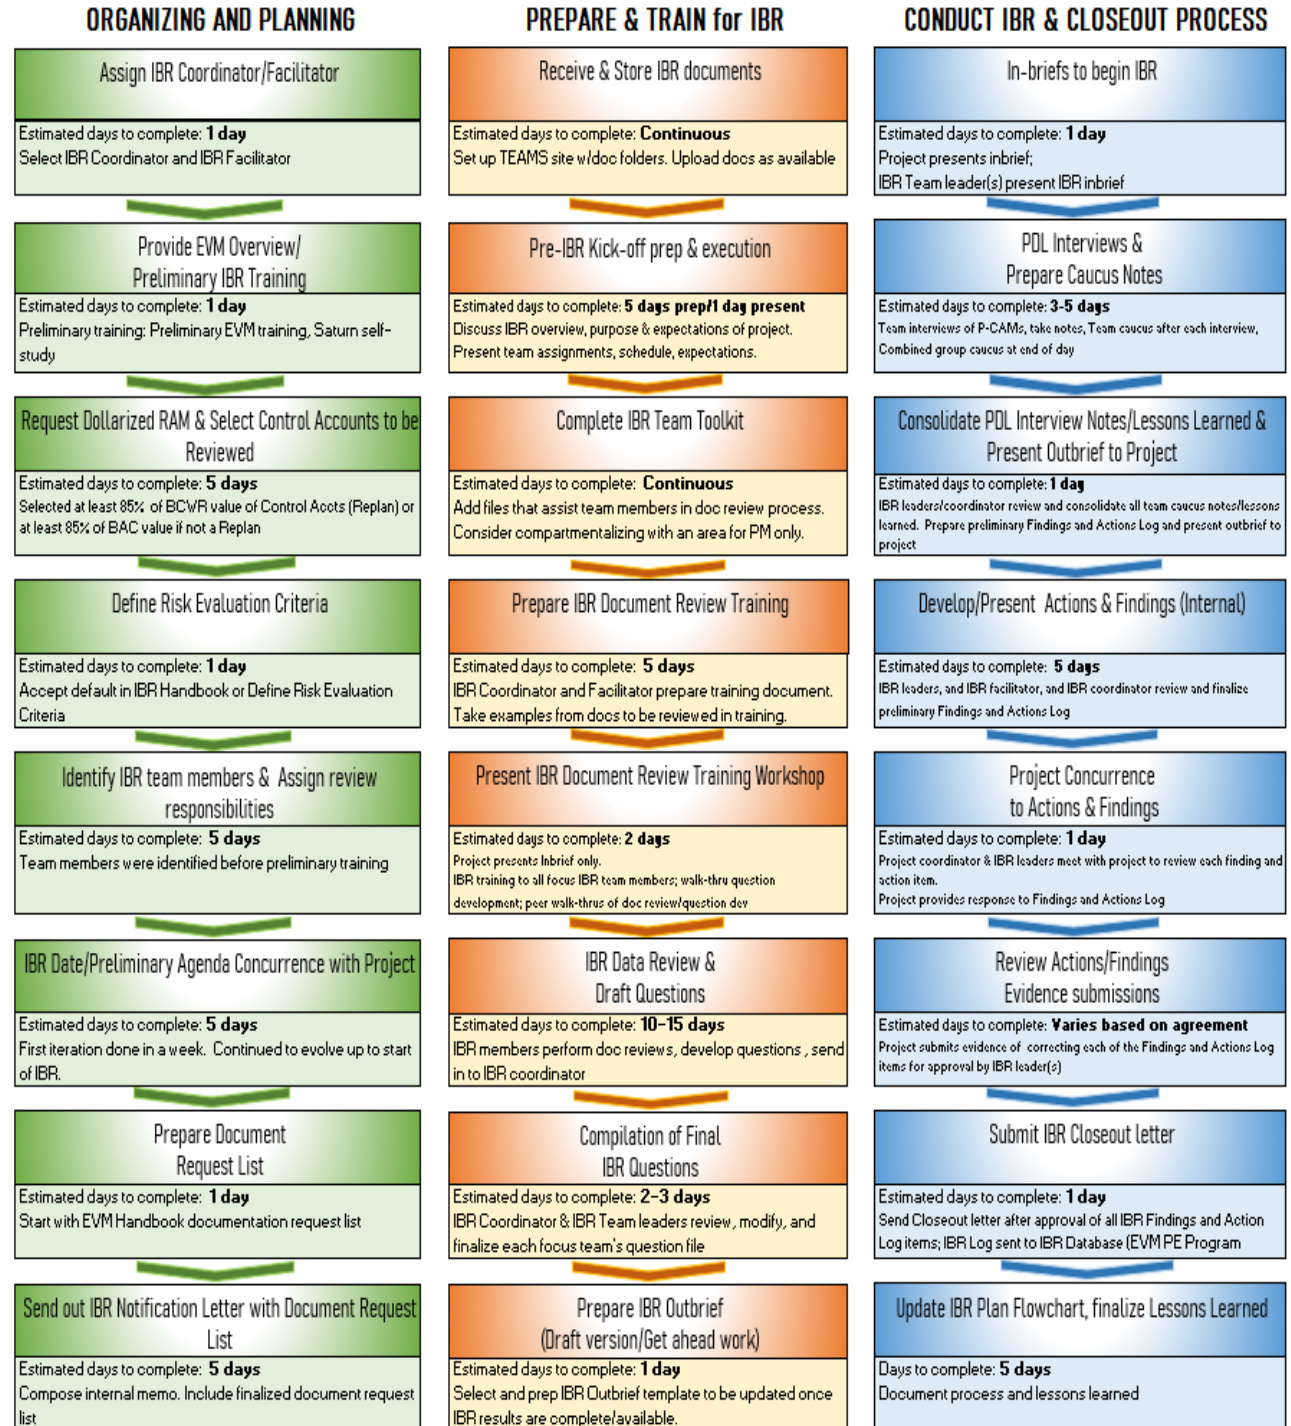 ORGANIZING AND PLANNING
Assign IBR Coordinator/Facilitator
Estimated days to complete: 1 day
Select IBR Coordinator and IBR Facilitator
Provide EVM Overview/
Preliminary IBR Training
Estimated days to complete: 1 day
Preliminary training: Preliminary EVM training, Saturn self-
study
Request Dollarized RAM & Select Control Accounts to be
Reviewed
Estimated days to complete: 5 days
Selected at least 85% of BCWR value of Control Accts (Replan) or
at least 85% of BAC value if not a Replan
Define Risk Evaluation Criteria
Estimated days to complete: 1 day
Accept default in IBR Handbook or Define Risk Evaluation
Criteria
Identify IBR team members & Assign review
responsibilities
Estimated days to complete: 5 days
Team members were identified before preliminary training
IBR Date/Preliminary Agenda Concurrence with Project
Estimated days to complete: 5 days
First iteration done in a week. Continued to evolve up to start
of IBR.
Prepare Document
Request List
Estimated days to complete: 1 day
Start with EVM Handbook documentation request list
Send out IBR Notification Letter with Document Request
List
Estimated days to complete: 5 days
Compose internal memo. Include finalized document request
list
PREPARE & TRAIN for IBR
Receive & Store IBR documents
Estimated days to complete: Continuous
Set up TEAMS site w/doc folders. Upload docs as available
Pre-IBR Kick-off prep & execution
Estimated days to complete: 5 days prep/1 day present
Discuss IBR overview, purpose & expectations of project.
Present team assignments, schedule, expectations.
Complete IBR Team Toolkit
Estimated days to complete: Continuous
Add files that assist team members in doc review process.
Consider compartmentalizing with an area for PM only.
Prepare IBR Document Review Training
Estimated days to complete: 5 days
IBR Coordinator and Facilitator prepare training document.
Take examples from docs to be reviewed in training.
Present IBR Document Review Training Workshop
Estimated days to complete: 2 days
Project presents Inbrief only.
IBR training to all focus IBR team members; walk-thru question
development; peer walk-thrus of doc review/question dev
IBR Data Review &
Draft Questions
Estimated days to complete: 10-15 days
IBR members perform doc reviews, develop questions , send
in to IBR coordinator
Compilation of Final
IBR Questions
Estimated days to complete: 2-3 days
IBR Coordinator & IBR Team leaders review, modify, and
finalize each focus team's question file
Prepare IBR Outbrief
(Draft version/Get ahead work)
Estimated days to complete: 1 day
Select and prep IBR Outbrief template to be updated once
IBR results are complete/available.
CONDUCT IBR & CLOSEOUT PROCESS
In-briefs to begin IBR
Estimated days to complete: 1 day
Project presents inbrief;
IBR Team leader(s) present IBR inbrief
PDL Interviews &
Prepare Caucus Notes
Estimated days to complete: 3-5 days
Team interviews of P-CAMs, take notes, Team caucus after each interview,
Combined group caucus at end of day
Consolidate PDL Interview Notes/Lessons Learned &
Present Outbrief to Project
Estimated days to complete: 1 day
IBR leaders/coordinator review and consolidate all team caucus notes/lessons
learned. Prepare preliminary Findings and Actions Log and present outbrief to
project
Develop/Present Actions & Findings (Internal)
Estimated days to complete: 5 days
IBR leaders, and IBR facilitator, and IBR coordinator review and finalize
preliminary Findings and Actions Log
Project Concurrence
to Actions & Findings
Estimated days to complete: 1 day
Project coordinator & IBR leaders meet with project to review each finding and
action item.
Project provides response to Findings and Actions Log
Review Actions/Findings
Evidence submissions
Estimated days to complete: Varies based on agreement
Project submits evidence of correcting each of the Findings and Actions Log
items for approval by IBR leader(s)
Submit IBR Closeout letter
Estimated days to complete: 1 day
Send Closeout letter after approval of all IBR Findings and Action
Log items; IBR Log sent to IBR Database (EVM PE Program
Update IBR Plan Flowchart, finalize Lessons Learned
Days to complete: 5 days
Document process and lessons learned